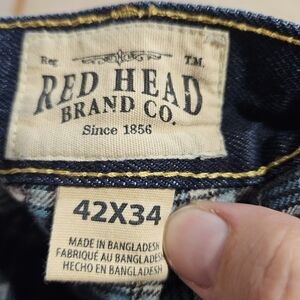 Reg T.M.
RED HEAD
BRAND CO.
Since 1856
42X34
MADE IN BANGLADESH
FABRIQUÉ AU BANGLADESH
HECHO EN BANGLADESH